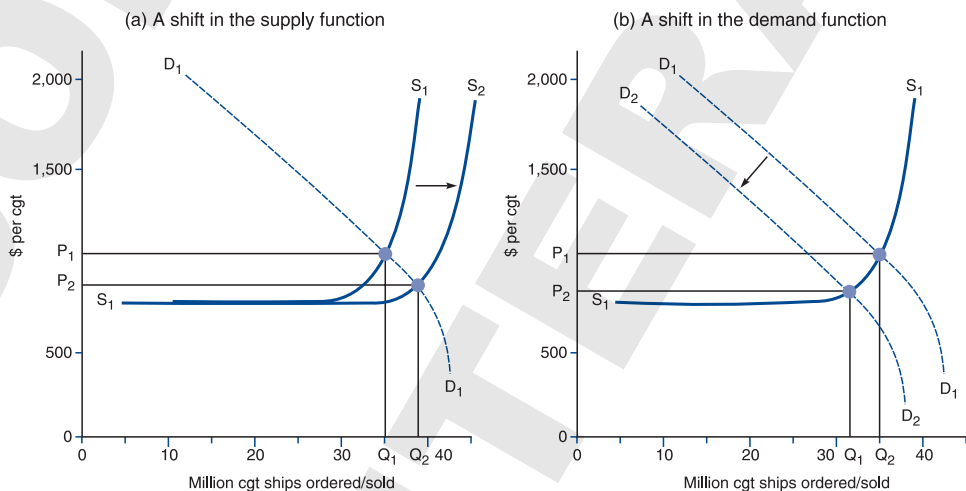 (a) A shift in the supply function
2,000
1,500
P1
P2
500
0
$ per cgt
D1
S1
S2
S1
D1
0
10
20
30
Q1
Q2
40
Million cgt ships ordered/sold
(b) A shift in the demand function
2,000
1,500
P1
P2
500
0
$ per cgt
D1
D2
S1
S1
D1
D2
0
10
20
30
Q1
Q2
40
Million cgt ships ordered/sold